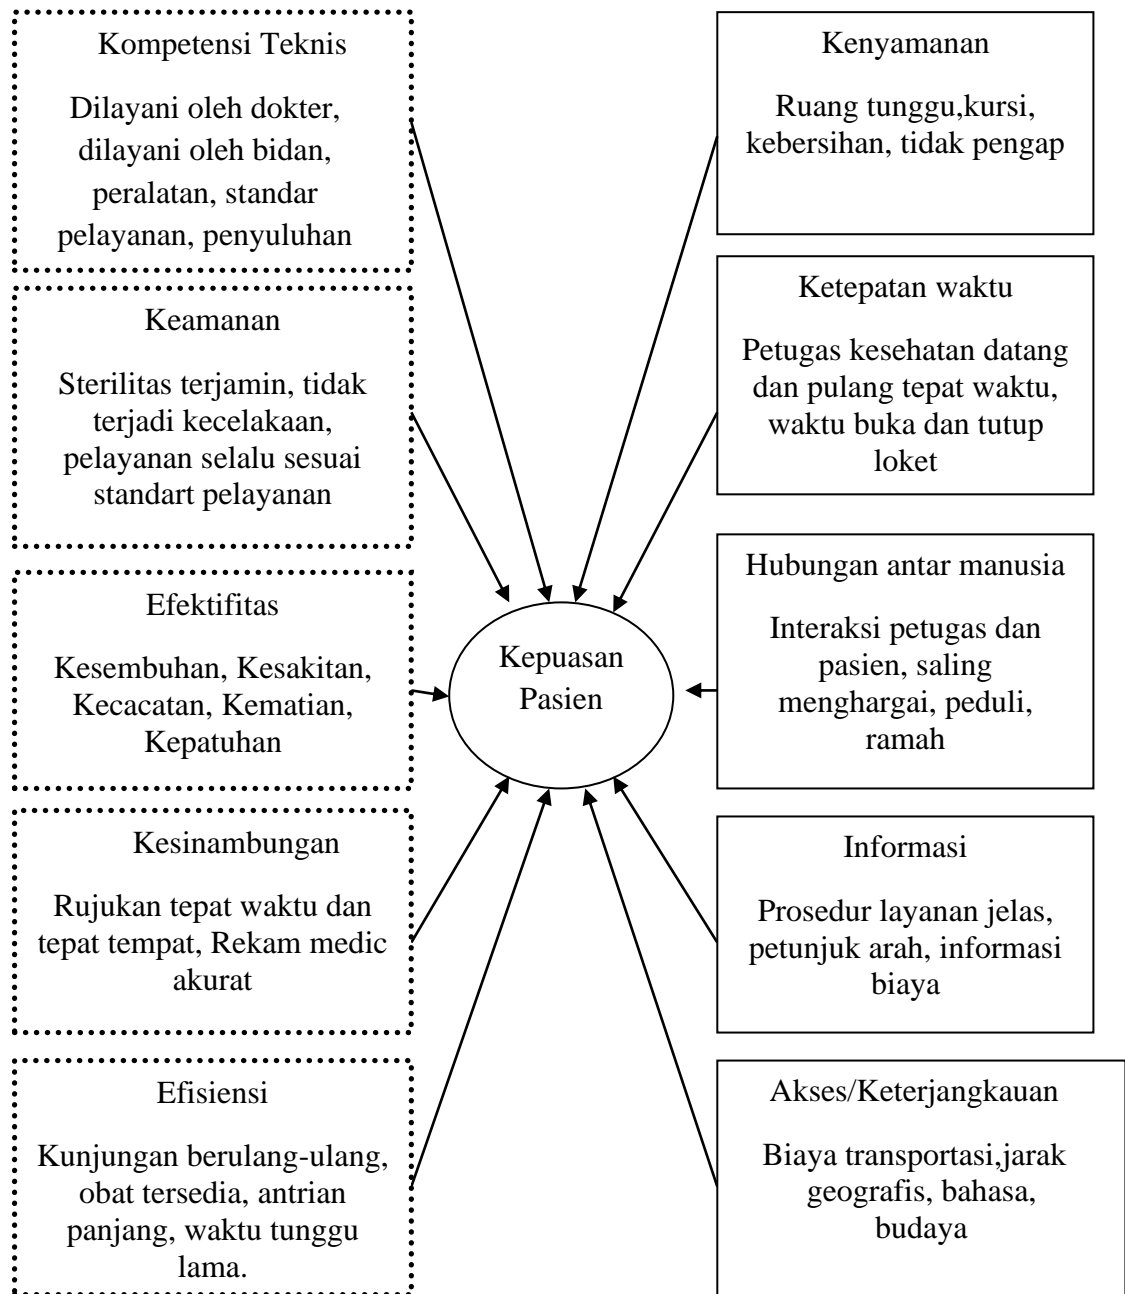 Kompetensi Teknis
Dilayani oleh dokter,
dilayani oleh bidan,
peralatan, standar
pelayanan, penyuluhan
Keamanan
Sterilitas terjamin, tidak
terjadi kecelakaan,
pelayanan selalu sesuai
standart pelayanan
Efektifitas
Kesembuhan, Kesakitan,
Kecacatan, Kematian,
Kepatuhan
Kesinambungan
Rujukan tepat waktu dan
tepat tempat, Rekam medic
akurat
Efisiensi
Kunjungan berulang-ulang,
obat tersedia, antrian
panjang, waktu tunggu
lama.
Kepuasan
Pasien
Kenyamanan
Ruang tunggu,kursi,
kebersihan, tidak pengap
Ketepatan waktu
Petugas kesehatan datang
dan pulang tepat waktu,
waktu buka dan tutup
loket
Hubungan antar manusia
Interaksi petugas dan
pasien, saling
menghargai, peduli,
ramah
Informasi
Prosedur layanan jelas,
petunjuk arah, informasi
biaya
Akses/Keterjangkauan
Biaya transportasi,jarak
geografis, bahasa,
budaya